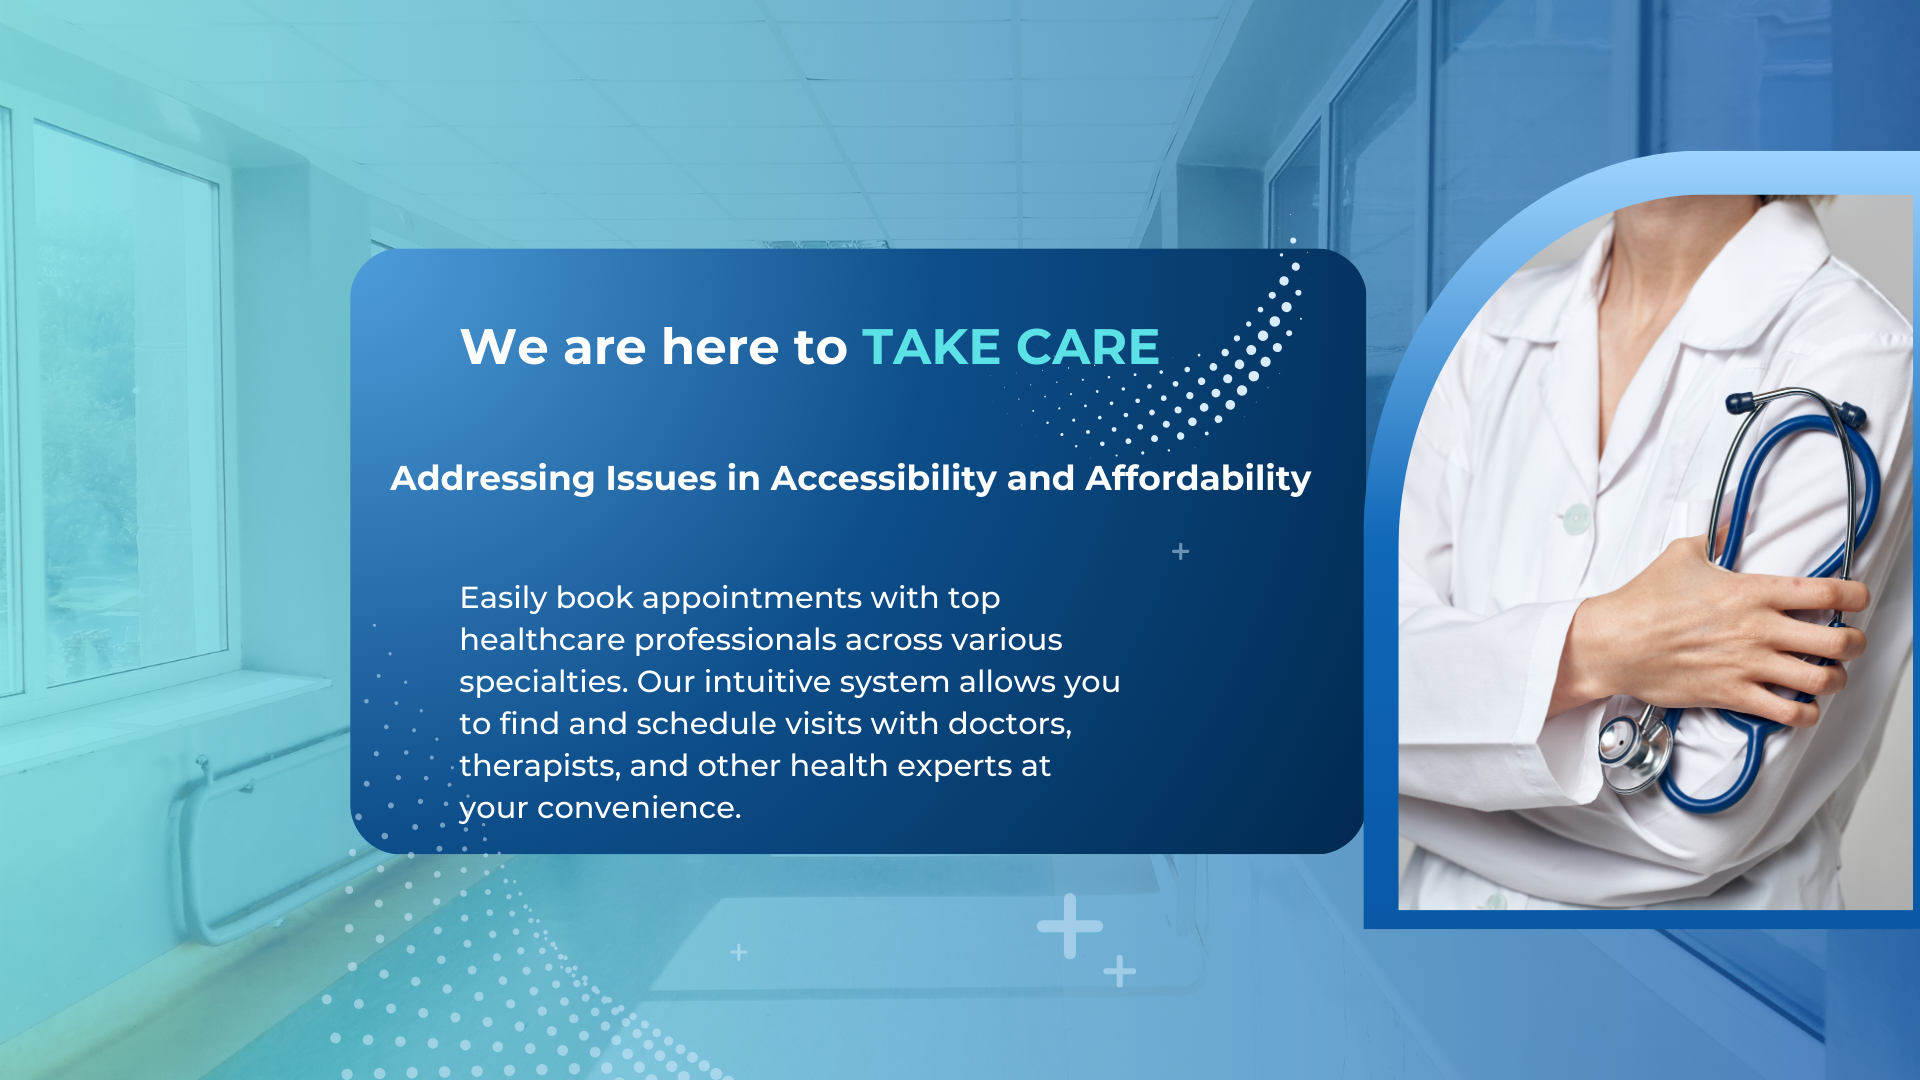 We are here to TAKE CARE
Addressing Issues in Accessibility and Affordability
Easily book appointments with top
healthcare professionals across various
specialties. Our intuitive system allows you
to find and schedule visits with doctors,
therapists, and other health experts at
your convenience.